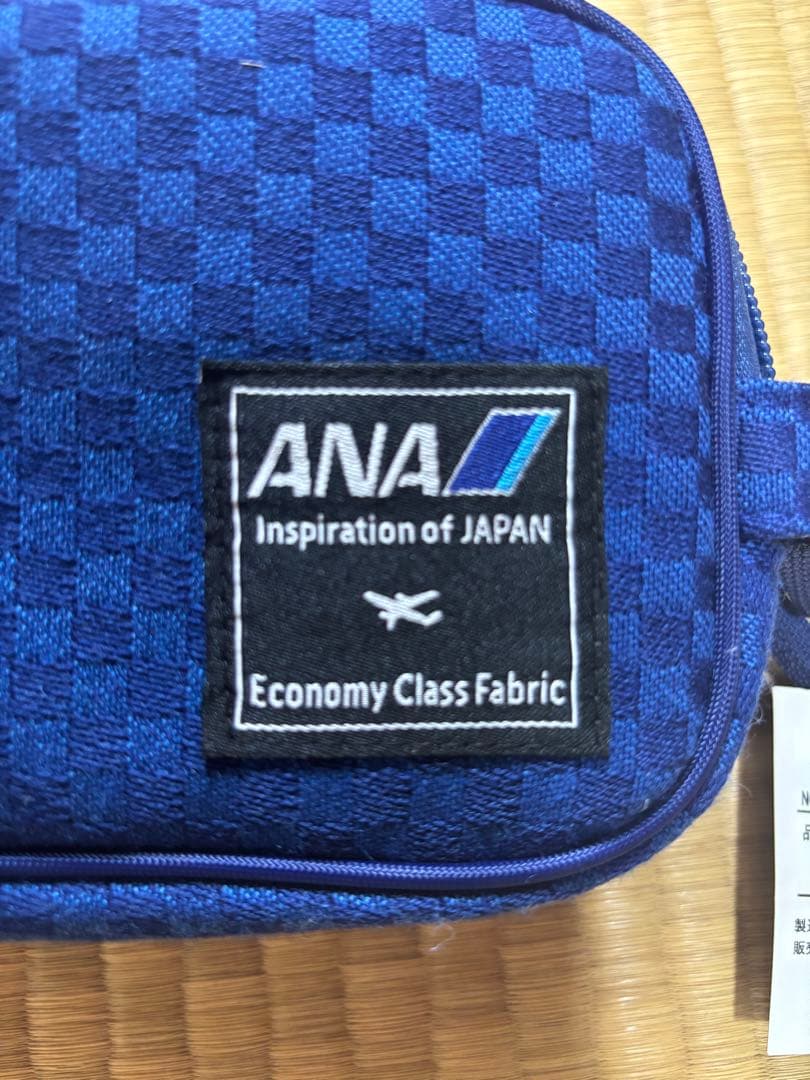 ANA
Inspiration of JAPAN
Economy Class Fabric